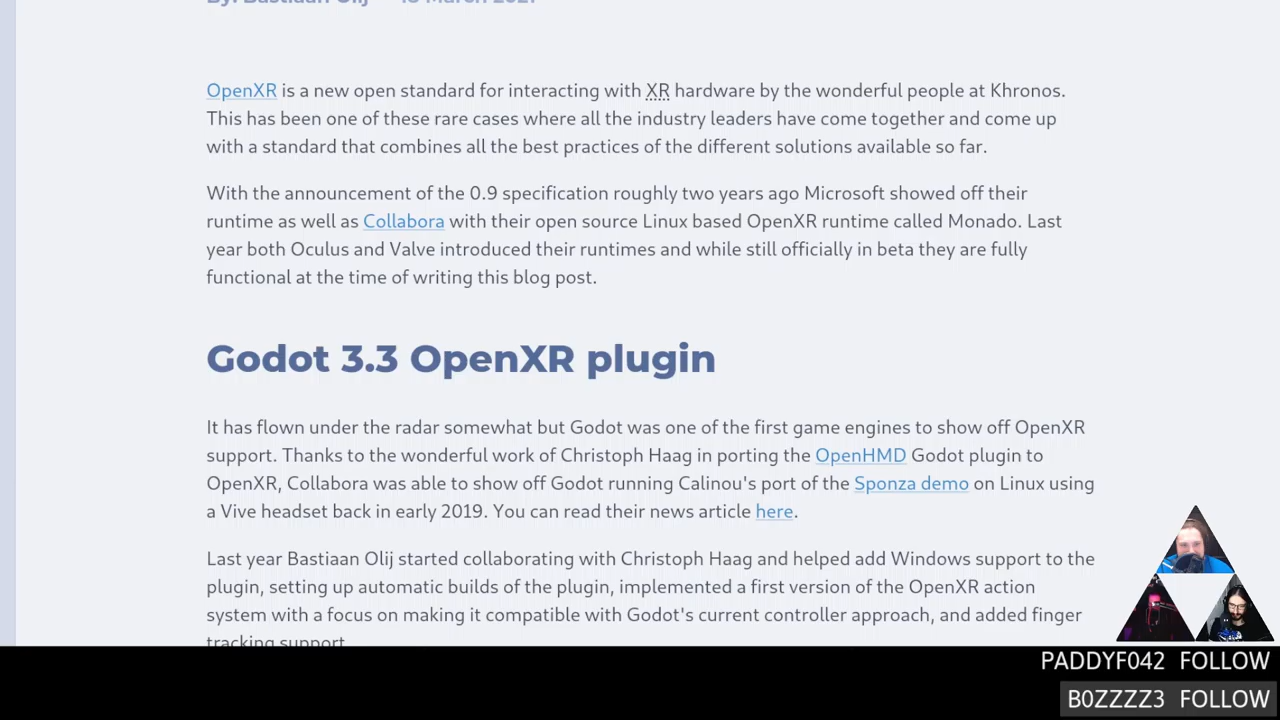 By: Bastiaan Olij
March 2021
OpenXR is a new open standard for interacting with XR hardware by the wonderful people at Khronos.
This has been one of these rare cases where all the industry leaders have come together and come up
with a standard that combines all the best practices of the different solutions available so far.
With the announcement of the 0.9 specification roughly two years ago Microsoft showed off their
runtime as well as Collabora with their open source Linux based OpenXR runtime called Monado. Last
year both Oculus and Valve introduced their runtimes and while still officially in beta they are fully
functional at the time of writing this blog post.
Godot 3.3 OpenXR plugin
It has flown under the radar somewhat but Godot was one of the first game engines to show off OpenXR
support. Thanks to the wonderful work of Christoph Haag in porting the OpenHMD Godot plugin to
OpenXR, Collabora was able to show off Godot running Calinou's port of the Sponza demo on Linux using
a Vive headset back in early 2019. You can read their news article here.
Last year Bastiaan Olij started collaborating with Christoph Haag and helped add Windows support to the
plugin, setting up automatic builds of the plugin, implemented a first version of the OpenXR action
system with a focus on making it compatible with Godot's current controller approach, and added finger
tracking support.
PADDYF042 FOLLOW
B0ZZZZ3 FOLLOW